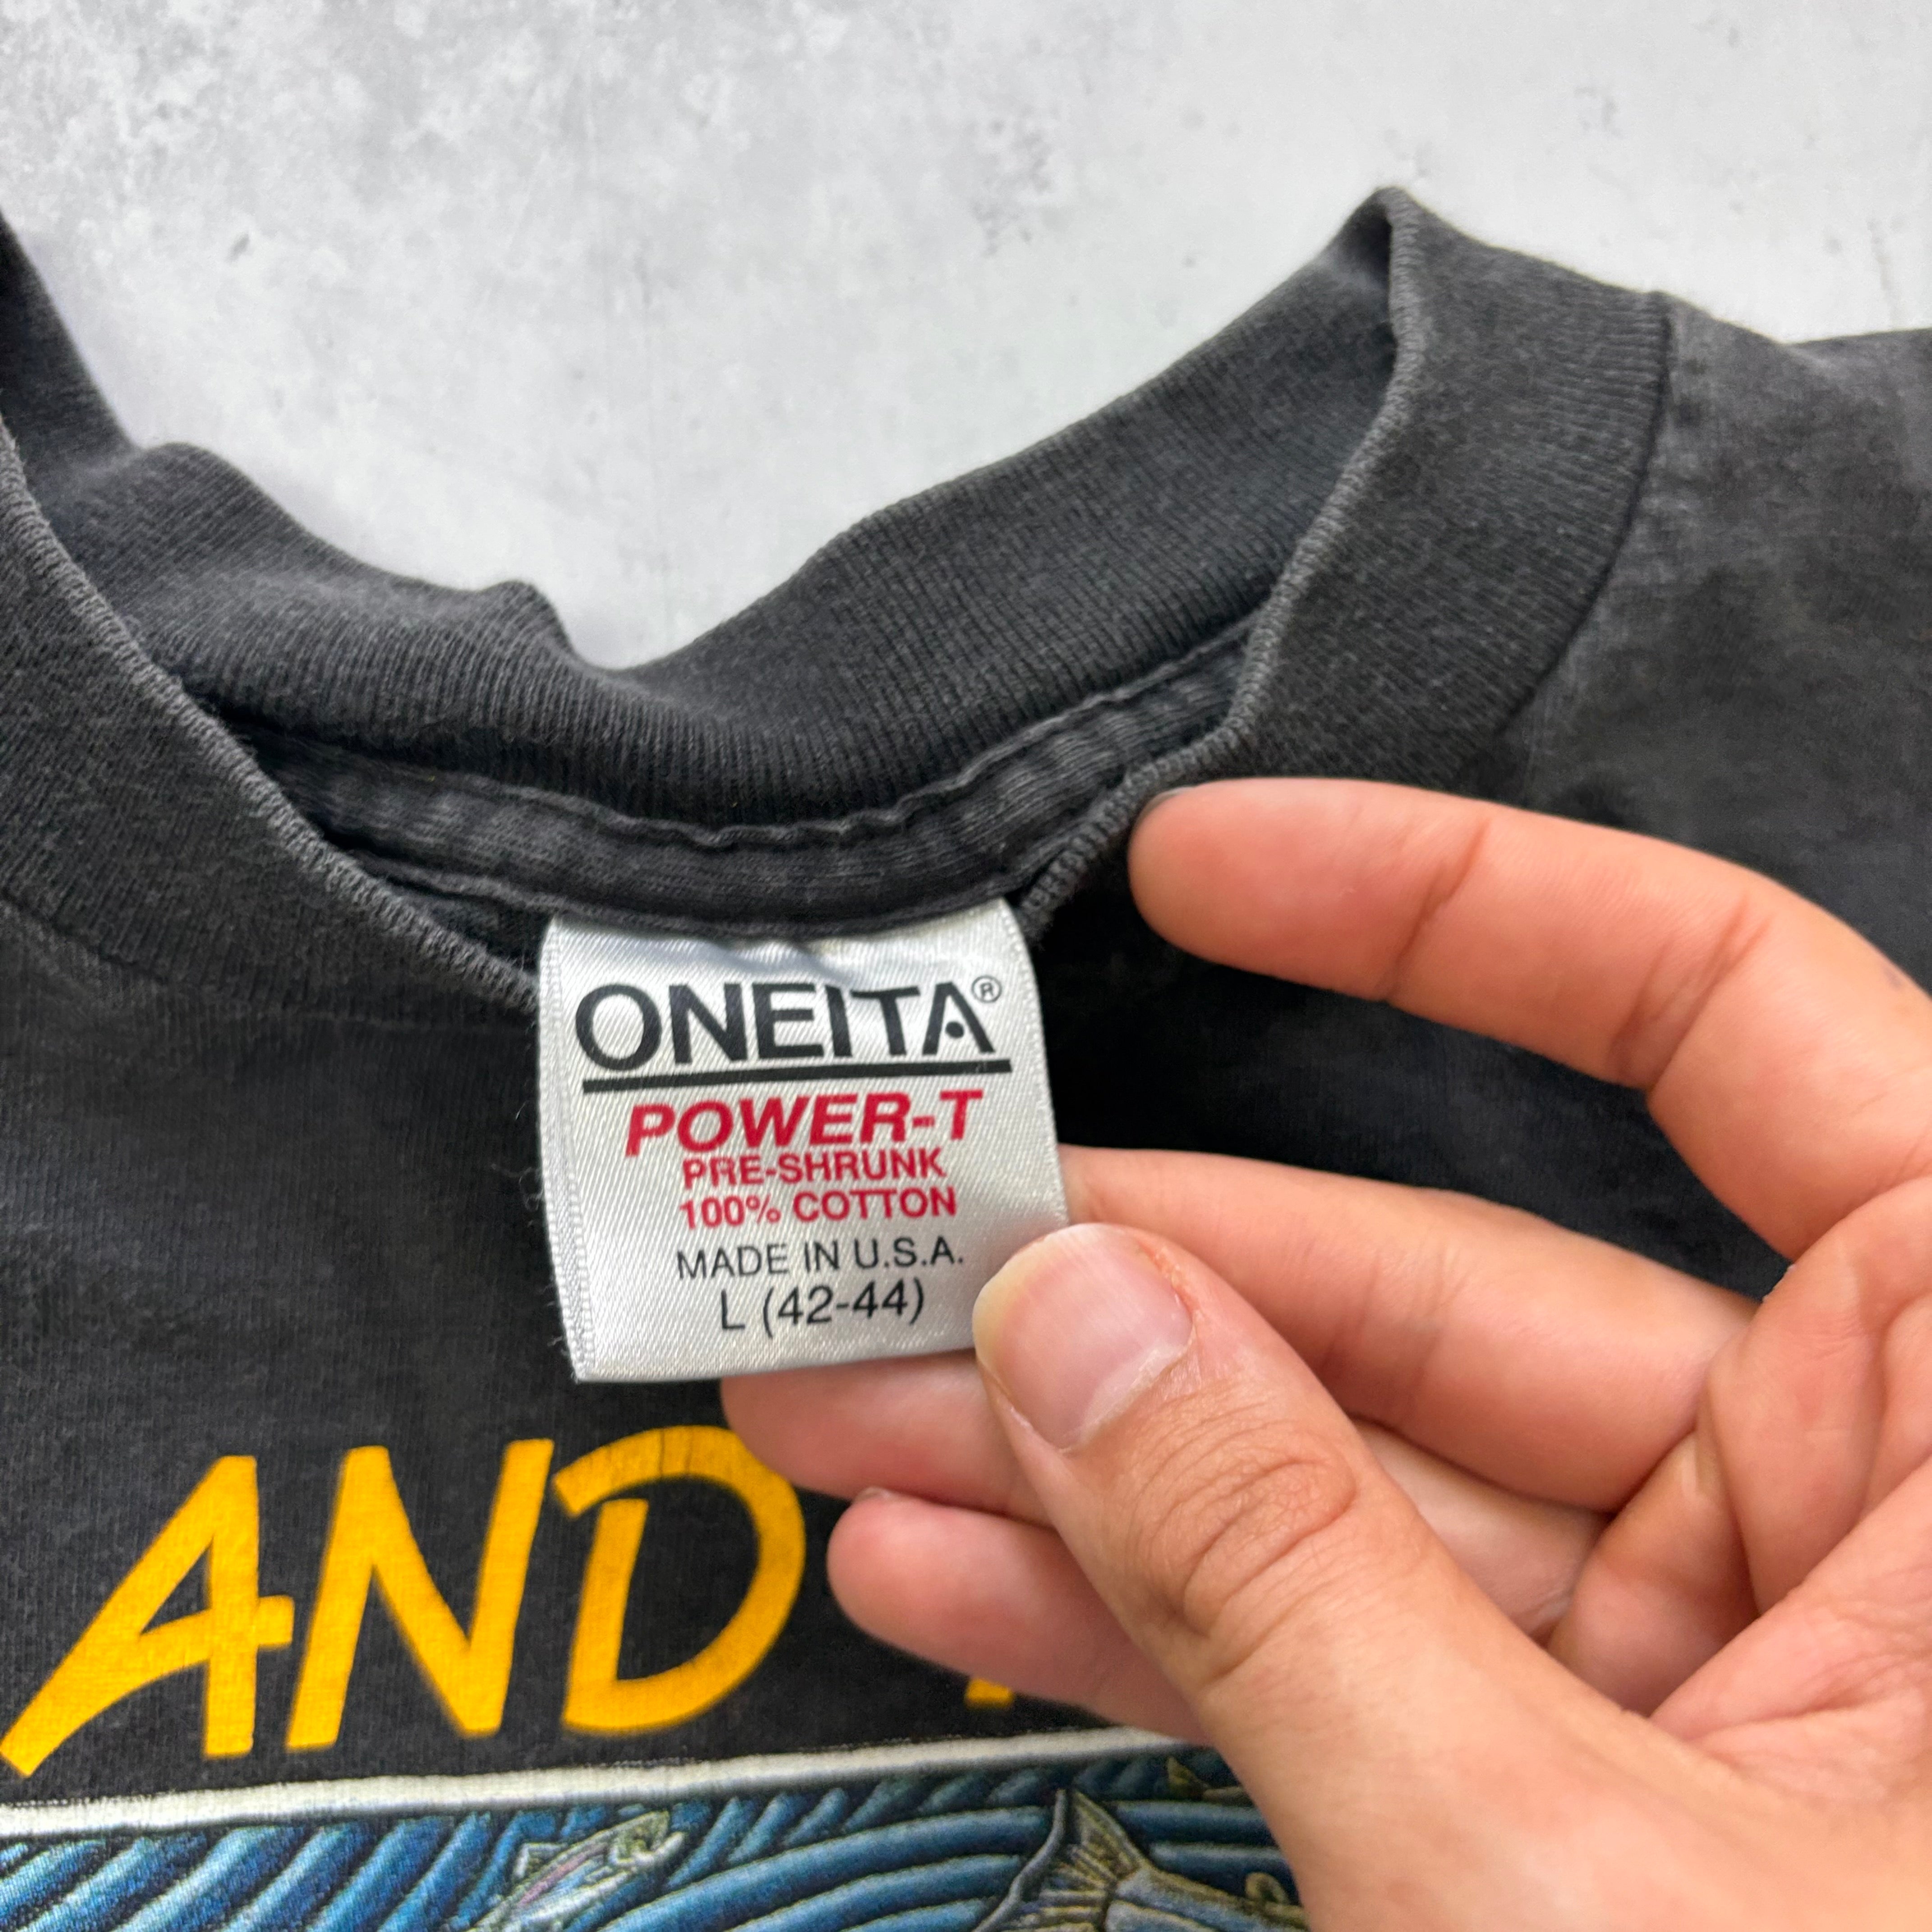 ONEITA®
POWER-T
PRE-SHRUNK
100% COTTON
MADE IN U.S.A.
L (42-44)
AND